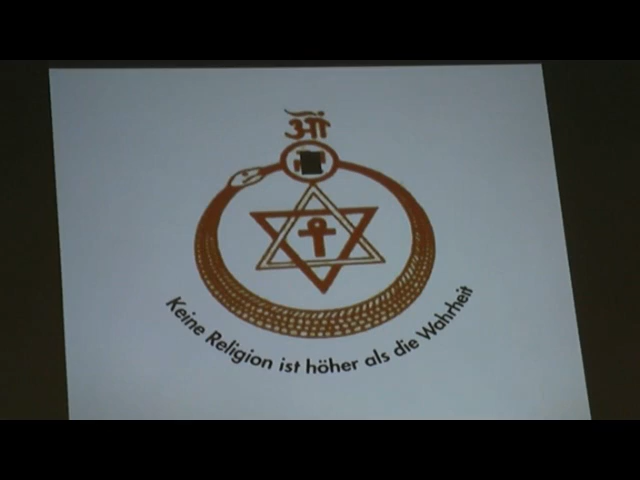 ॐ
Keine Religion ist höher als die Wahrheit